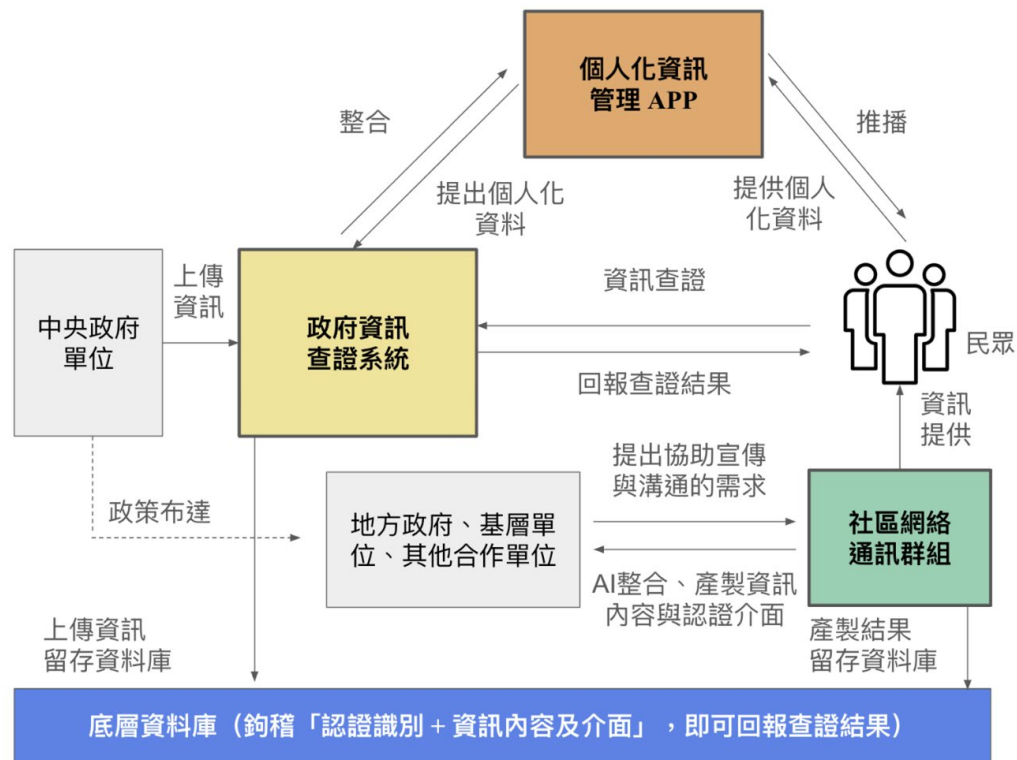 個人化資訊
管理 APP
整合
推播
提出個人化
資料
提供個人
化資料
上傳
資訊
中央政府
單位
政府資訊
查證系統
資訊查證
回報查證結果
民眾
資訊
提供
政策布達
地方政府、基層單
位、其他合作單位
提出協助宣傳
與溝通的需求
AI整合、產製資訊
內容與認證介面
社區網絡
通訊群組
上傳資訊
留存資料庫
產製結果
留存資料庫
底層資料庫（鉤稽「認證識別 + 資訊內容及介面」，即可回報查證結果）